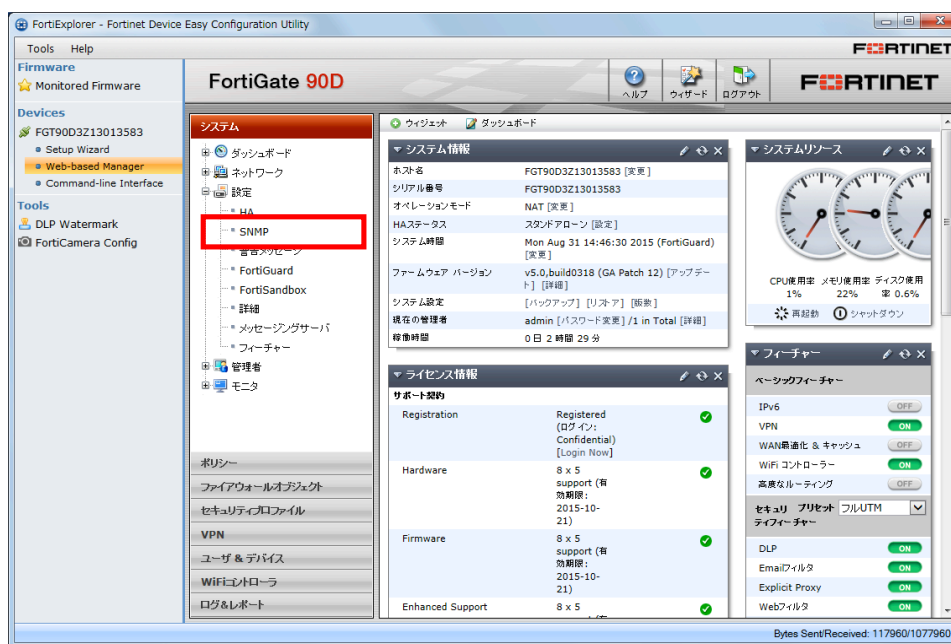 FortiExplorer - Fortinet Device Easy Configuration Utility
Tools Help
FORTINET
Firmware
Monitored Firmware
Devices
FGT90D3Z13013583
Setup Wizard
Web-based Manager
Command-line Interface
Tools
DLP Watermark
FortiCamera Config
FortiGate 90D
ヘルプ
ウィザード
ログアウト
FORTINET
システム
ダッシュボード
ネットワーク
設定
HA
SNMP
警告メッセージ
FortiGuard
FortiSandbox
詳細
メッセージングサーバ
フィーチャー
管理者
モニタ
ポリシー
ファイアウォールオブジェクト
セキュリティプロファイル
VPN
ユーザ & デバイス
WiFiコントローラ
ログ&レポート
ウィジェット ダッシュボード
システム情報
ホスト名 FGT90D3Z13013583 [変更]
シリアル番号 FGT90D3Z13013583
オペレーションモード NAT [変更]
HAステータス スタンドアローン [設定]
システム時間 Mon Aug 31 14:46:30 2015 (FortiGuard)
[変更]
ファームウェア バージョン v5.0,build0318 (GA Patch 12) [アップデー
ト] [詳細]
システム設定 [バックアップ] [リストア] [版数]
現在の管理者 admin [パスワード変更] /1 in Total [詳細]
稼働時間 0 日 2 時間 29 分
ライセンス情報
サポート契約
Registration Registered
(ログイン:
Confidential)
[Login Now]
Hardware 8 x 5
support (有
効期限:
2015-10-
21)
Firmware 8 x 5
support (有
効期限:
2015-10-
21)
Enhanced Support 8 x 5
システムリソース
CPU使用率 メモリ使用率 ディスク使用
1% 22% 率 0.6%
再起動 シャットダウン
フィーチャー
ベーシックフィーチャー
IPv6 OFF
VPN ON
WAN最適化 & キャッシュ OFF
WiFi コントローラー ON
高度なルーティング OFF
セキュリ プリセット フルUTM
ティフィーチャー
DLP ON
Emailフィルタ ON
Explicit Proxy ON
Webフィルタ ON
Bytes Sent/Received: 117960/1077960